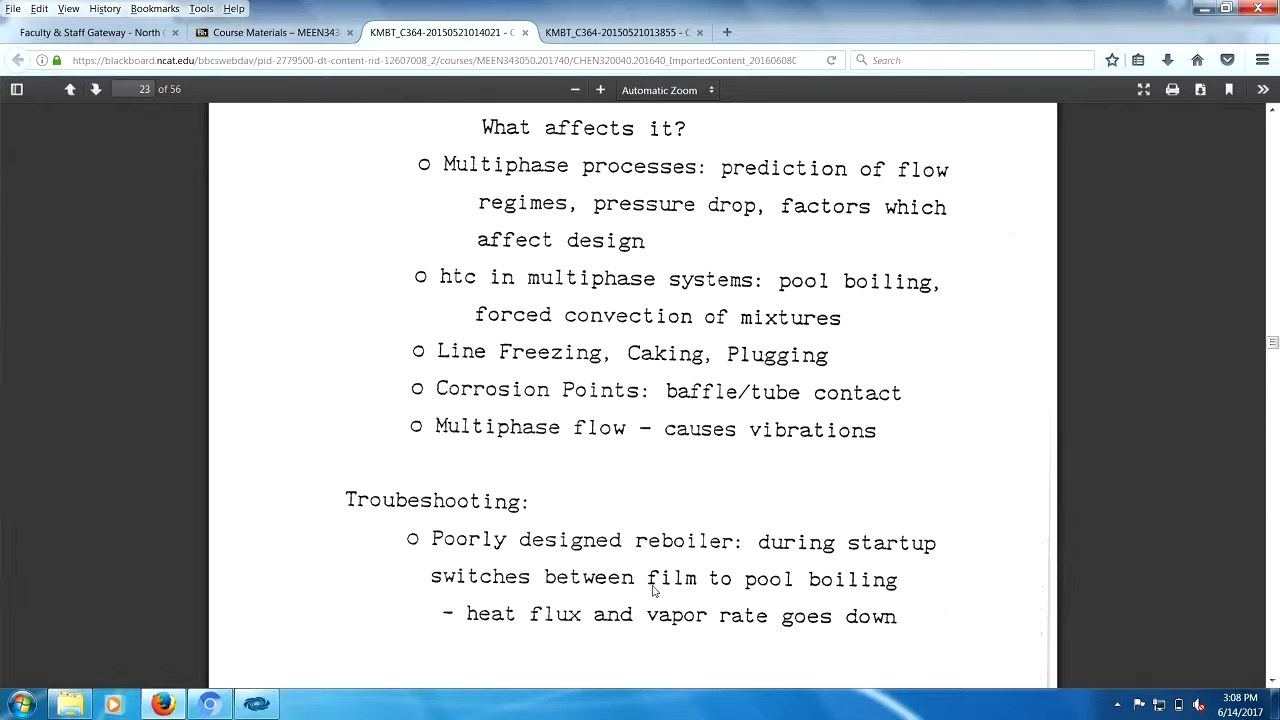 File Edit View History Bookmarks Tools Help
Faculty & Staff Gateway - North × Course Materials – MEEN343 × KMBT_C364-20150521014021 - C × KMBT_C364-20150521013855 - C × +
https://blackboard.ncat.edu/bbcswebdav/pid-2779500-dt-content-rid-12607008_2/courses/MEEN343050.201740/CHEN320040.201640_ImportedContent_201606080 Search
23 of 56 Automatic Zoom
What affects it?
o Multiphase processes: prediction of flow
regimes, pressure drop, factors which
affect design
o htc in multiphase systems: pool boiling,
forced convection of mixtures
o Line Freezing, Caking, Plugging
o Corrosion Points: baffle/tube contact
o Multiphase flow - causes vibrations
Troubeshooting:
o Poorly designed reboiler: during startup
switches between film to pool boiling
- heat flux and vapor rate goes down
3:08 PM
6/14/2017